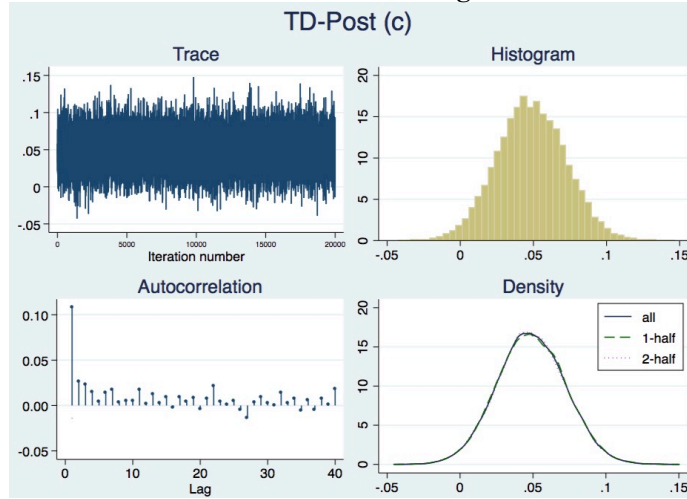 TD-Post (c)
Trace
.15
.1
.05
0
-.05
0 5000 10000 15000 20000
Iteration number
Histogram
20
15
10
5
0
-.05 0 .05 .1 .15
Autocorrelation
0.10
0.05
0.00
-0.05
0 10 20 30 40
Lag
Density
20
15
10
5
0
all
1-half
2-half
-.05 0 .05 .1 .15